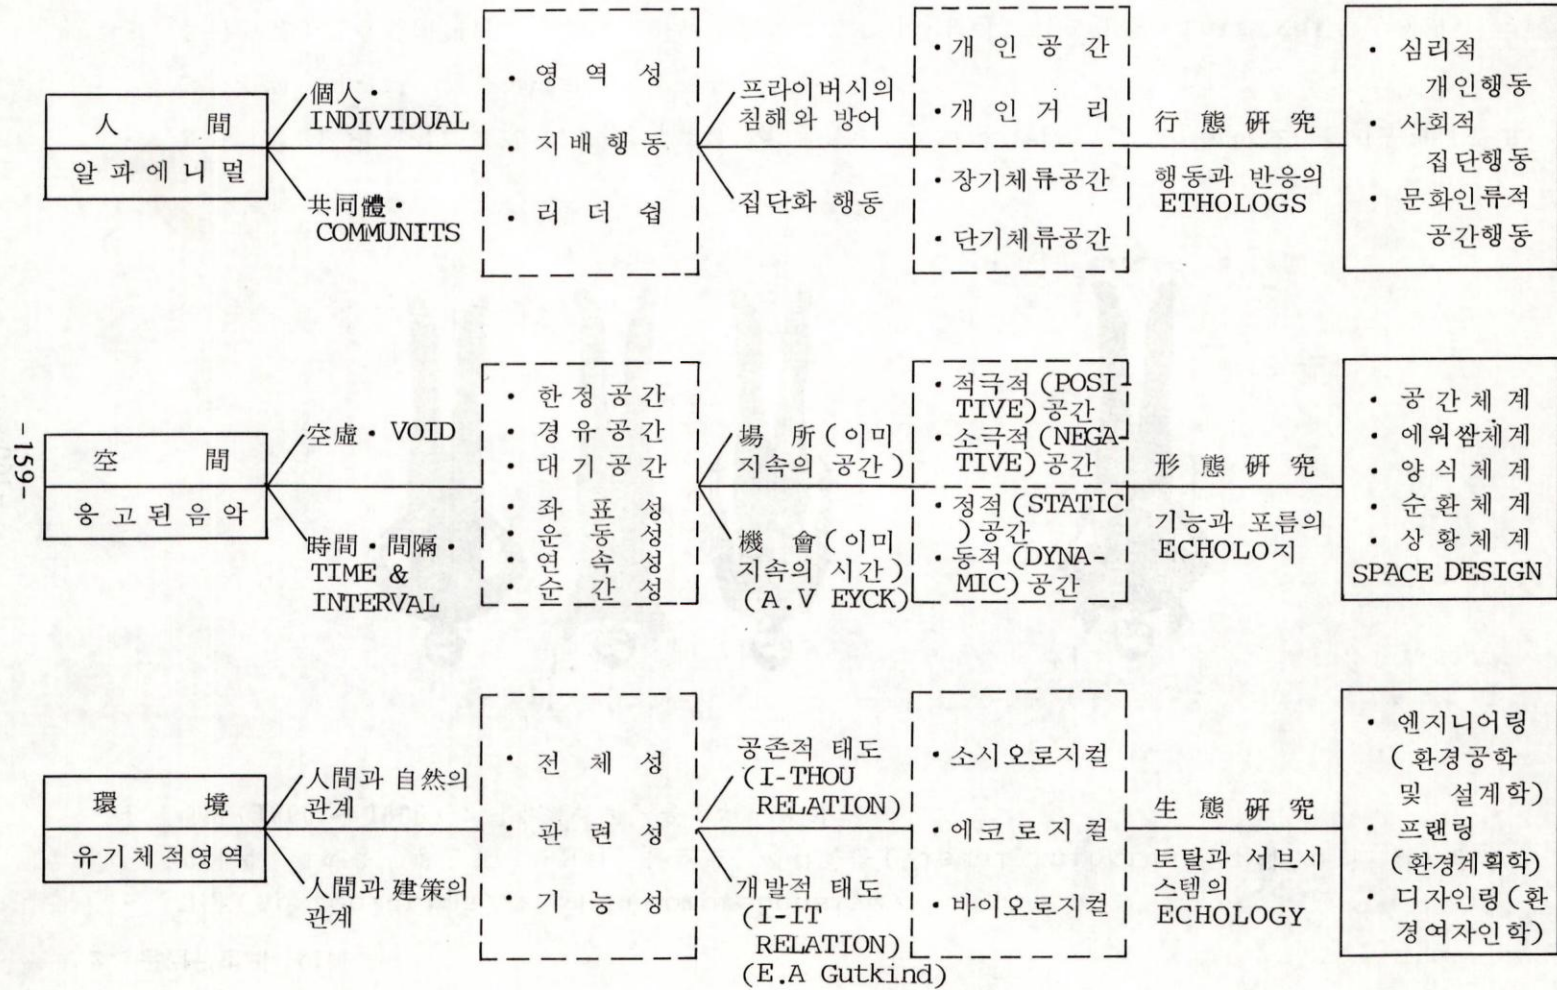 人 間
알파에니멀
個人·
INDIVIDUAL
共同體·
COMMUNITS
· 영 역 성
· 지배행동
· 리 더 쉽
프라이버시의
침해와 방어
집단화 행동
· 개 인 공 간
· 개 인 거 리
· 장기체류공간
· 단기체류공간
行 態 硏 究
행동과 반응의
ETHOLOGS
· 심리적
개인행동
· 사회적
집단행동
· 문화인류적
공간행동
空 間
응고된음악
空虛· VOID
時間·間隔·
TIME &
INTERVAL
· 한정공간
· 경유공간
· 대기공간
· 좌 표 성
· 운 동 성
· 연 속 성
· 순 간 성
場 所(이미
지속의 공간)
機 會(이미
지속의 시간)
(A.V EYCK)
· 적극적(POSI-
TIVE)공간
· 소극적(NEGA-
TIVE)공간
· 정적(STATIC
)공간
· 동적(DYNA-
MIC)공간
形 態 硏 究
기능과 포름의
ECHOLO지
· 공간체계
· 에워쌈체계
· 양식체계
· 순환체계
· 상황체계
SPACE DESIGN
環 境
유기체적영역
人間과 自然의
관계
人間과 建策의
관계
· 전 체 성
· 관 련 성
· 기 능 성
공존적 태도
(I-THOU
RELATION)
개발적 태도
(I-IT
RELATION)
(E.A Gutkind)
· 소시오로지컬
· 에코로지컬
· 바이오로지컬
生 態 硏 究
토탈과 서브시
스템의
ECHOLOGY
· 엔지니어링
(환경공학
및 설계학)
· 프랜링
(환경계획학)
· 디자인링(환
경여자인학)
-159-